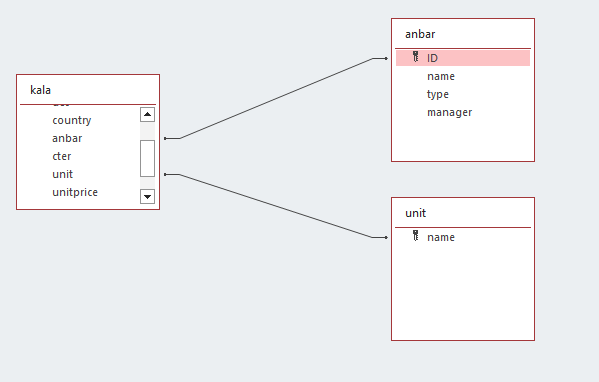 kala
country
anbar
cter
unit
unitprice
anbar
ID
name
type
manager
unit
name